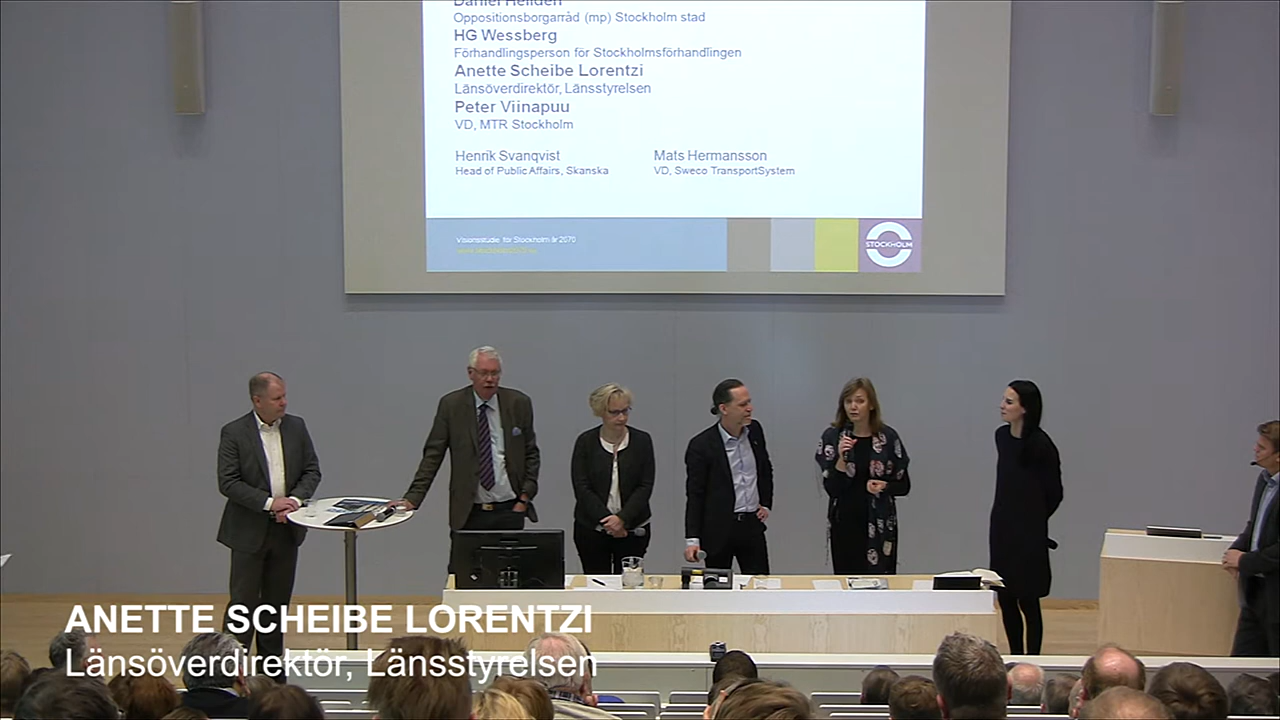 Daniel Helldén
Oppositionsborgarråd (mp) Stockholm stad
HG Wessberg
Förhandlingsperson för Stockholmsförhandlingen
Anette Scheibe Lorentzi
Länsöverdirektör, Länsstyrelsen
Peter Viinapuu
VD, MTR Stockholm
Henrik Svanqvist
Head of Public Affairs, Skanska
Mats Hermansson
VD, Sweco TransportSystem
Visionsstudie för Stockholm år 2070
STOCKHOLM
ANETTE SCHEIBE LORENTZI
Länsöverdirektör, Länsstyrelsen